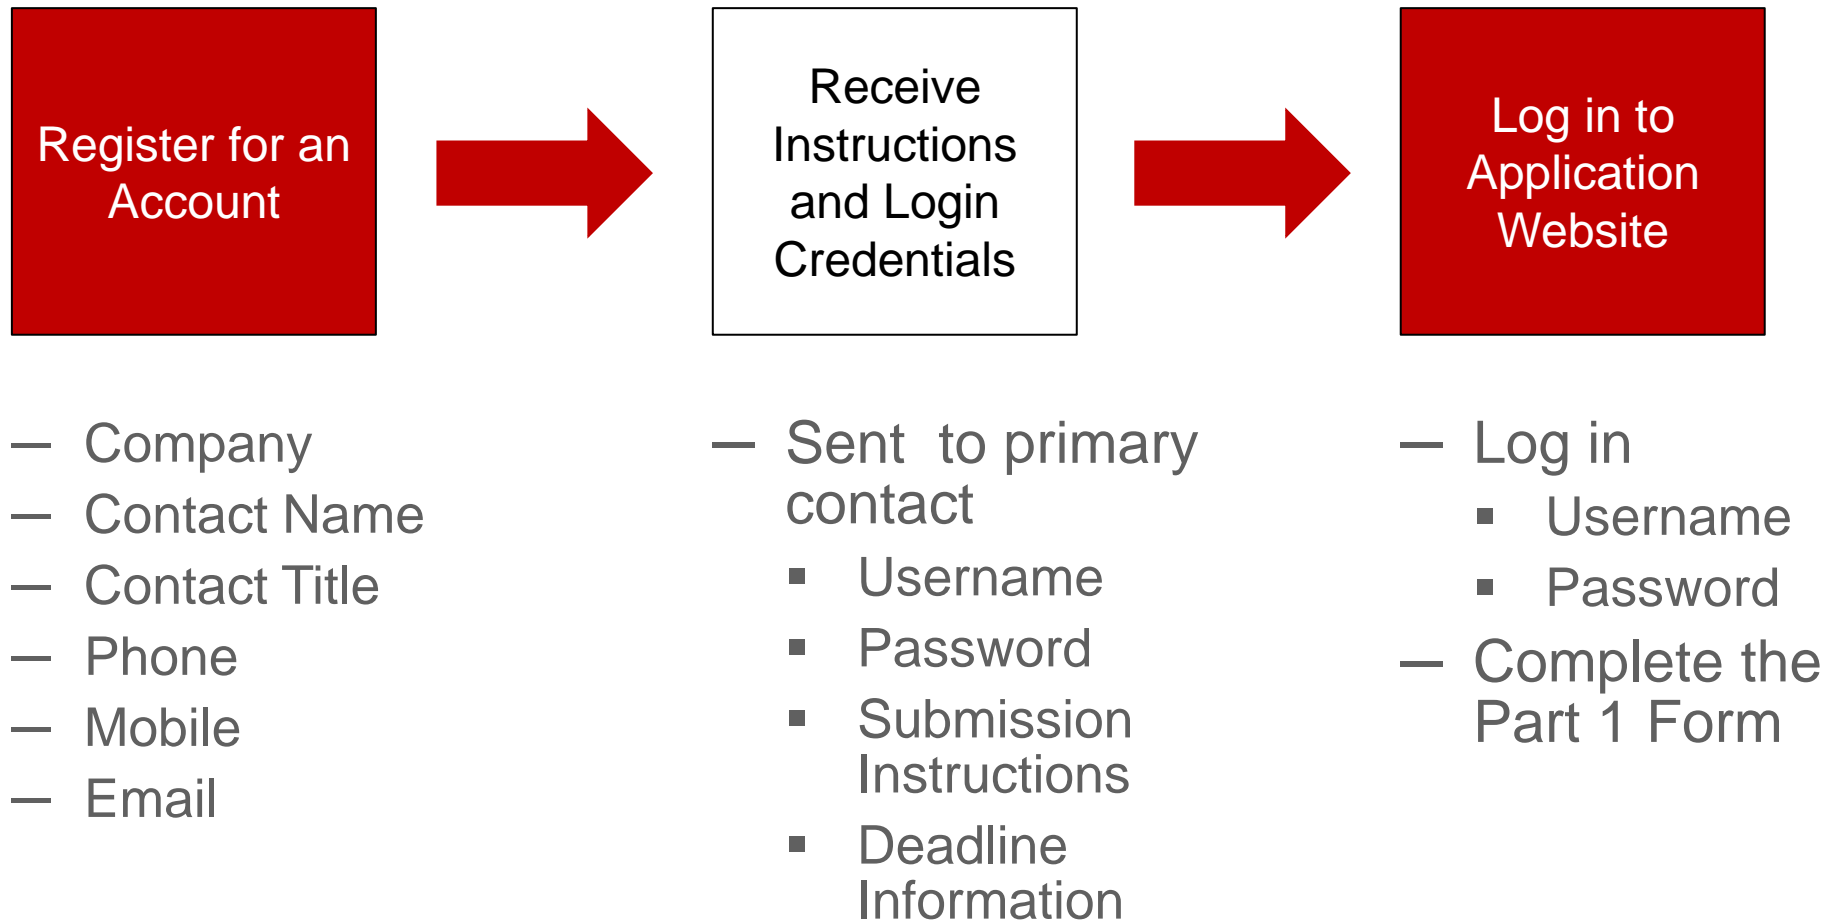 Register for an
Account
Receive
Instructions
and Login
Credentials
Log in to
Application
Website
— Company
— Contact Name
— Contact Title
— Phone
— Mobile
— Email
— Sent  to primary
contact
▪ Username
▪ Password
▪ Submission
Instructions
▪ Deadline
Information
— Log in
▪ Username
▪ Password
— Complete the
Part 1 Form